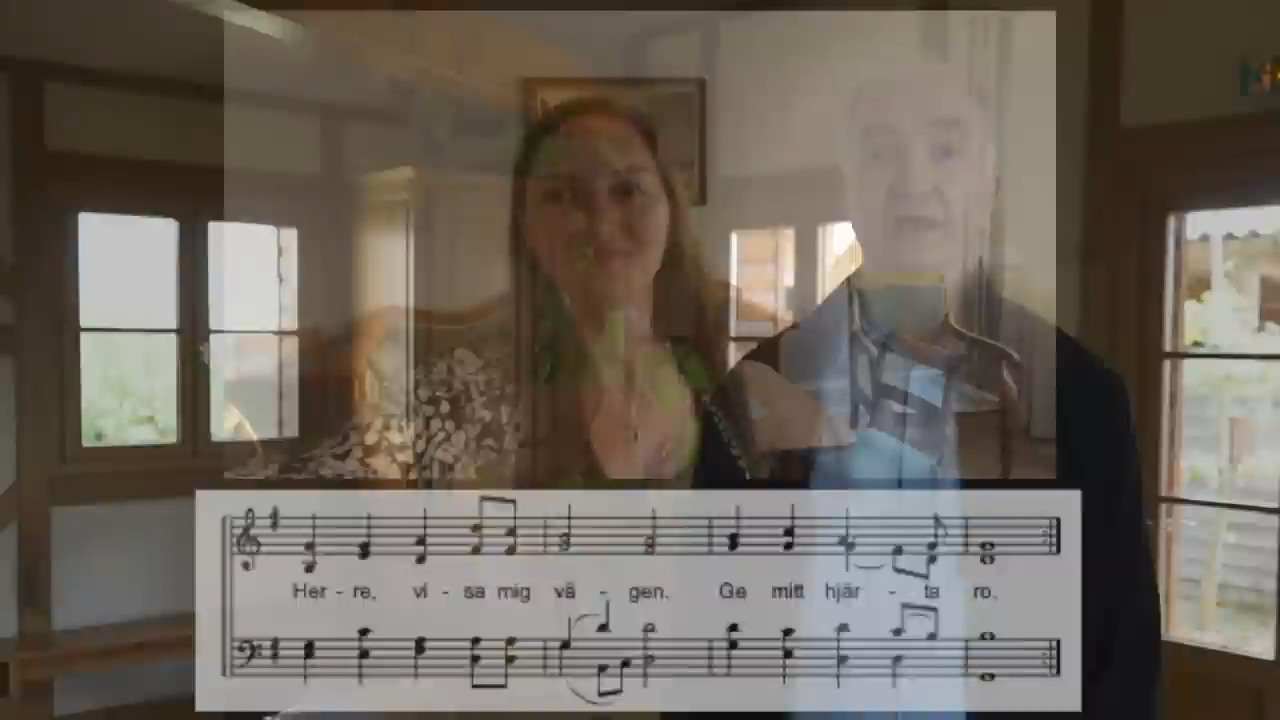 Her - re, vi - sa mig vä - gen. Ge mitt hjär - ta ro.